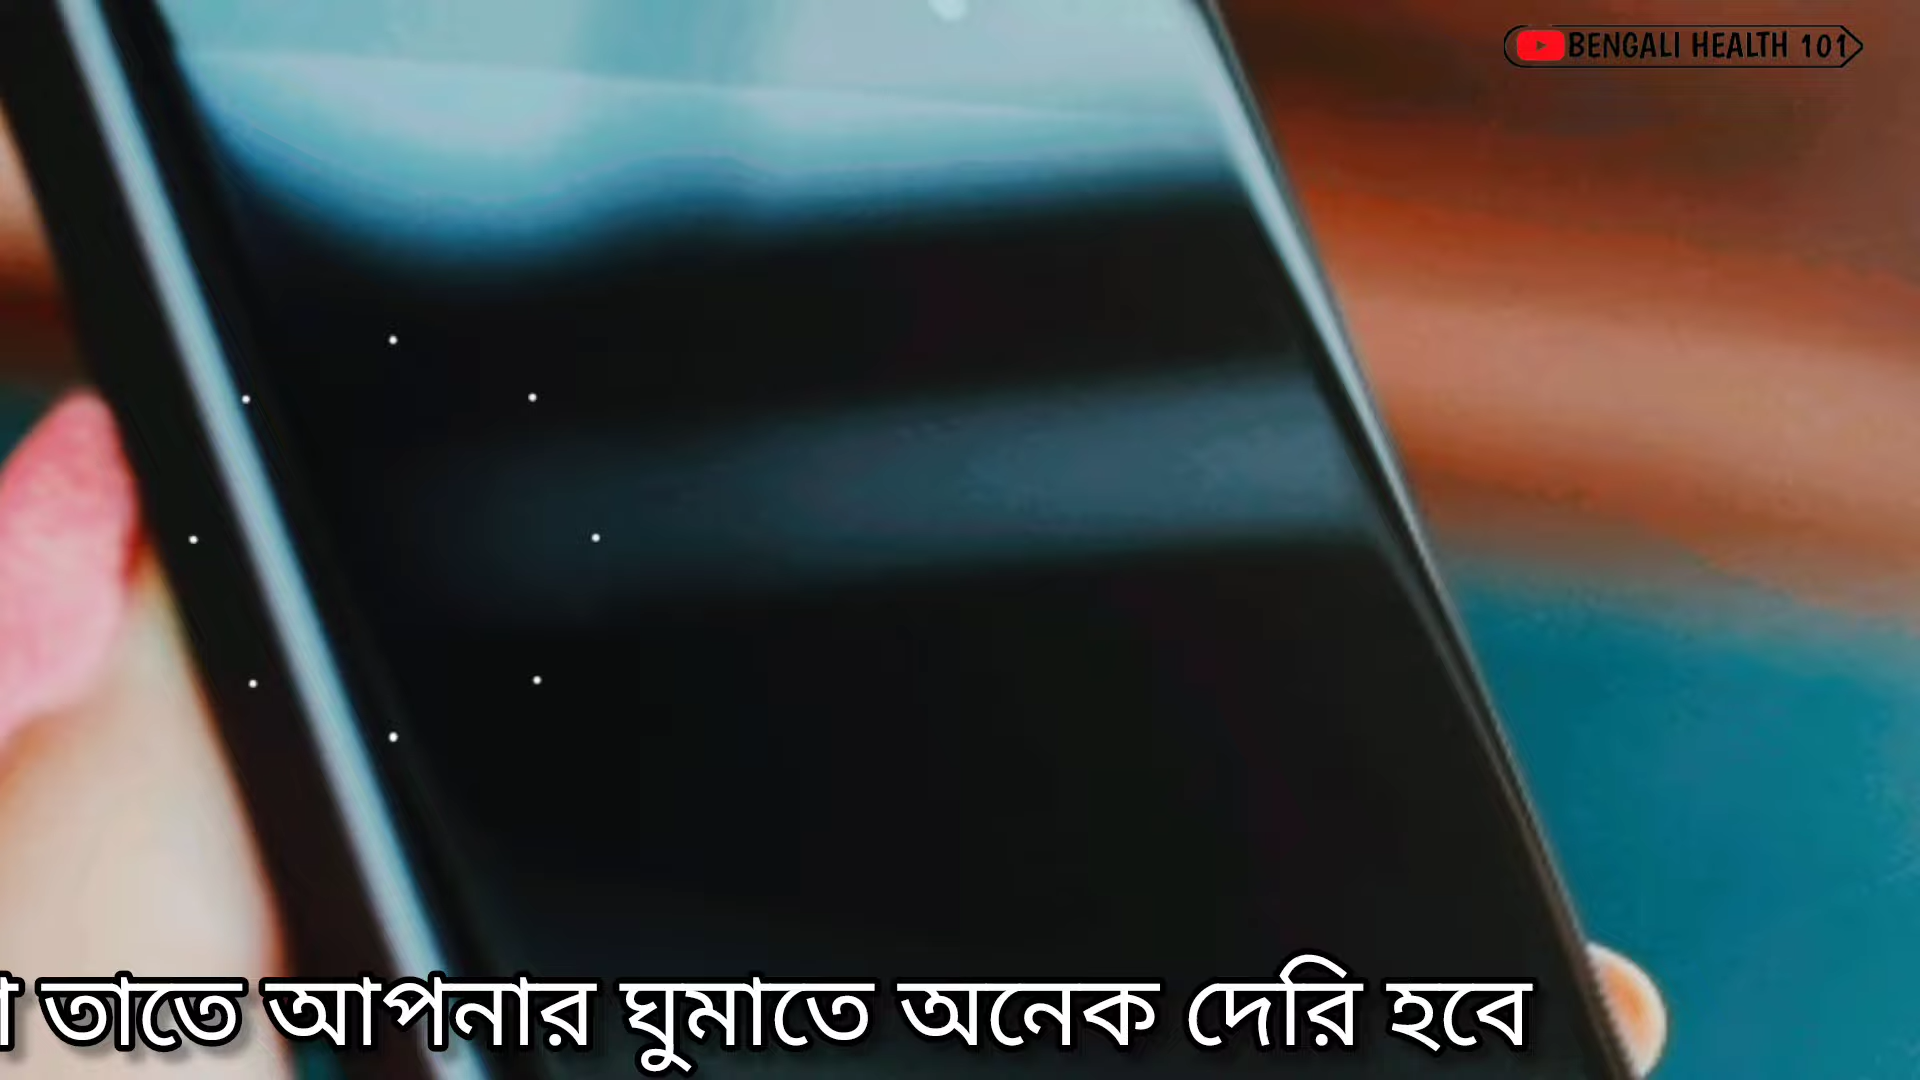 BENGALI HEALTH 101
তাতে আপনার ঘুমাতে অনেক দেরি হবে